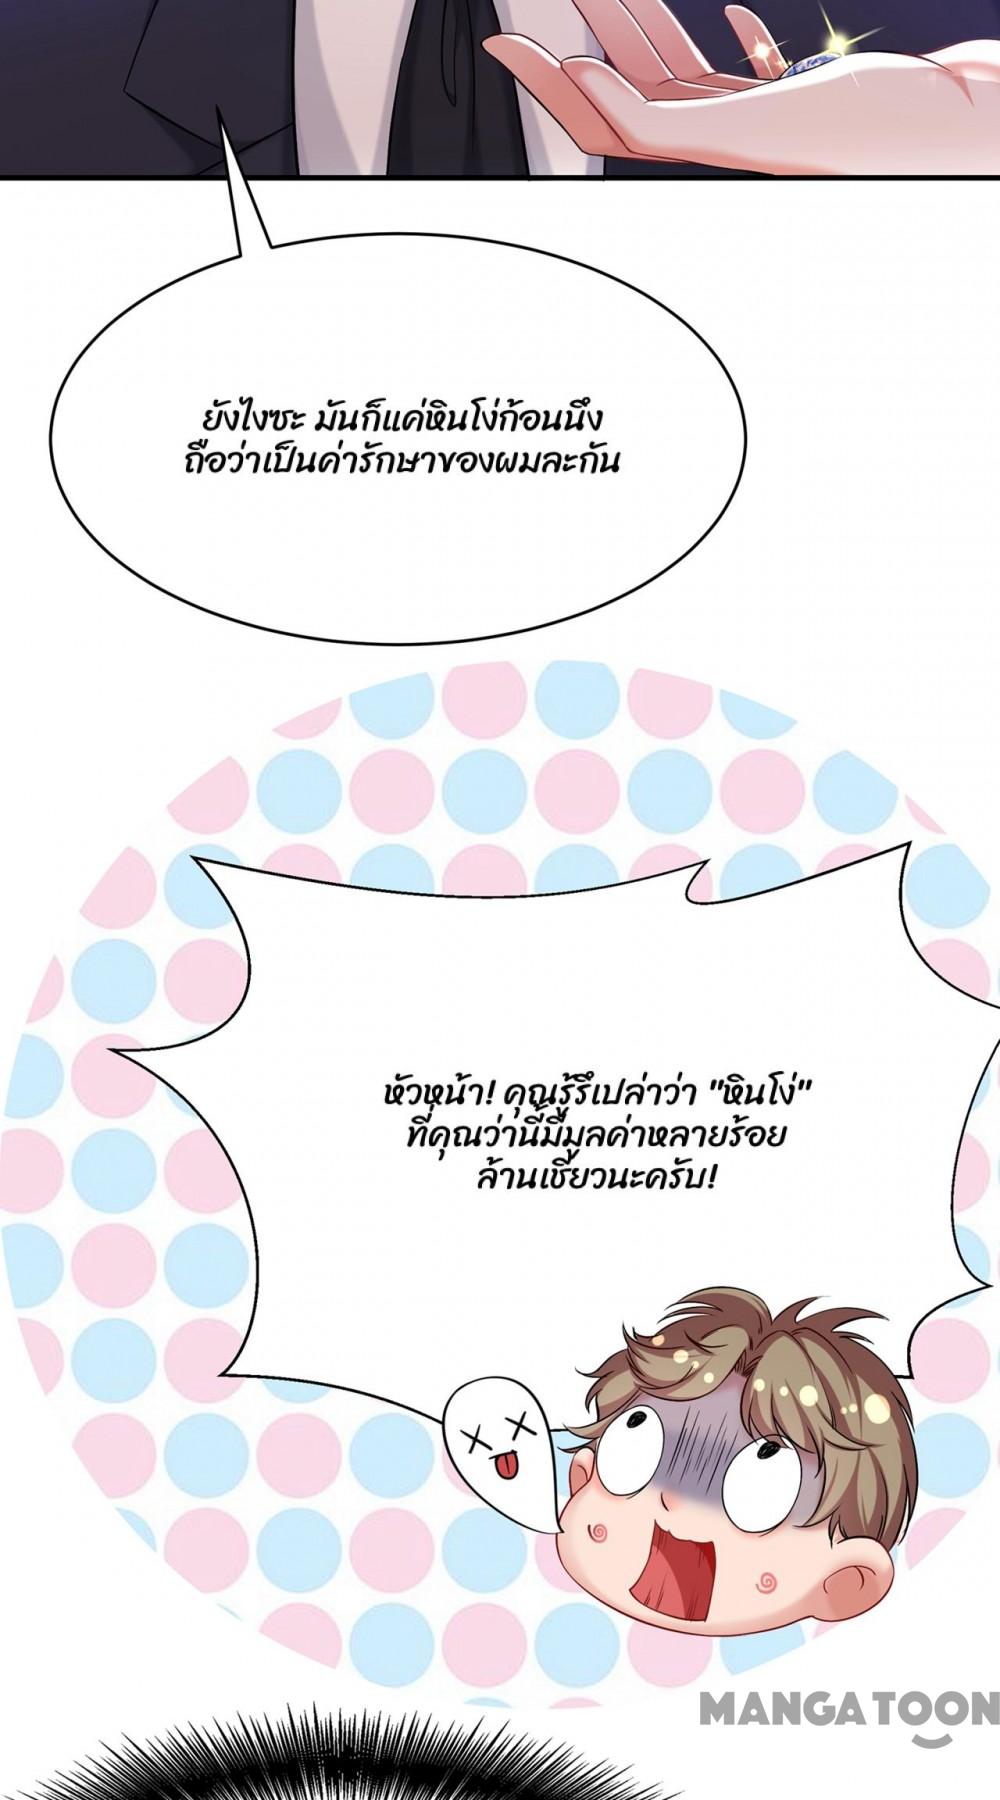 ยังไงซะ มันก็แค่หินโง่ก้อนนึง
ถือว่าเป็นค่ารักษาของผมละกัน
หัวหน้า! คุณรู้รึเปล่าว่า "หินโง่"
ที่คุณว่านี้มีมูลค่าหลายร้อย
ล้านเชียวนะครับ!
MANGATOON